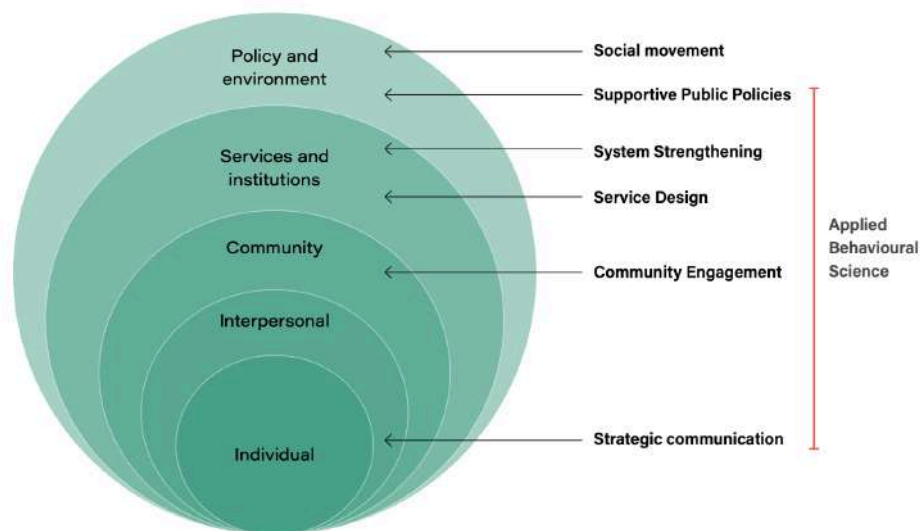 Policy and
environment
Services and
institutions
Community
Interpersonal
Individual
Social movement
Supportive Public Policies
System Strengthening
Service Design
Community Engagement
Strategic communication
Applied
Behavioural
Science